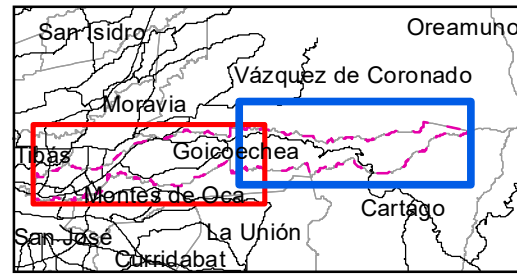 San Isidro
Oreamuno
Vázquez de Coronado
Moravia
Tibás
Goicoechea
Montes de Oca
Cartago
San José
La Unión
Curridabat